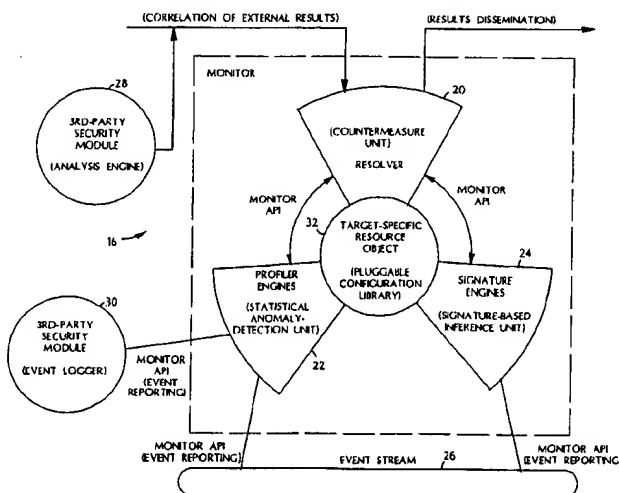 (CORRELATION OF EXTERNAL RESULTS)
(RESULTS DISSEMINATION)
MONITOR
28
3RD-PARTY
SECURITY
MODULE
(ANALYSIS ENGINE)
20
(COUNTERMEASURE
UNIT)
RESOLVER
MONITOR
API
MONITOR
API
16
32
TARGET-SPECIFIC
RESOURCE
OBJECT
(PLUGGABLE
CONFIGURATION
LIBRARY)
24
PROFILER
ENGINES
(STATISTICAL
ANOMALY-
DETECTION UNIT)
22
SIGNATURE
ENGINES
(SIGNATURE-BASED
INFERENCE UNIT)
30
3RD-PARTY
SECURITY
MODULE
(EVENT LOGGER)
MONITOR
API
(EVENT
REPORTING)
MONITOR API
(EVENT REPORTING)
MONITOR API
(EVENT REPORTING
EVENT STREAM
26